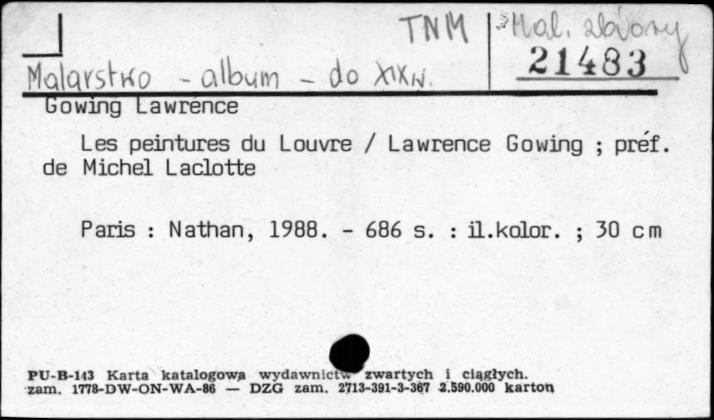 TNM Mal. zbiory
21483
Malarstwo - album - do XIX w.
Gowing Lawrence
Les peintures du Louvre / Lawrence Gowing ; préf.
de Michel Laclotte
Paris : Nathan, 1988. - 686 s. : il.kolor. ; 30 cm
PU-B-143 Karta katalogowa wydawnictw zwartych i ciągłych.
zam. 1778-DW-ON-WA-86 — DZG zam. 2713-391-3-367 2.590.000 karton